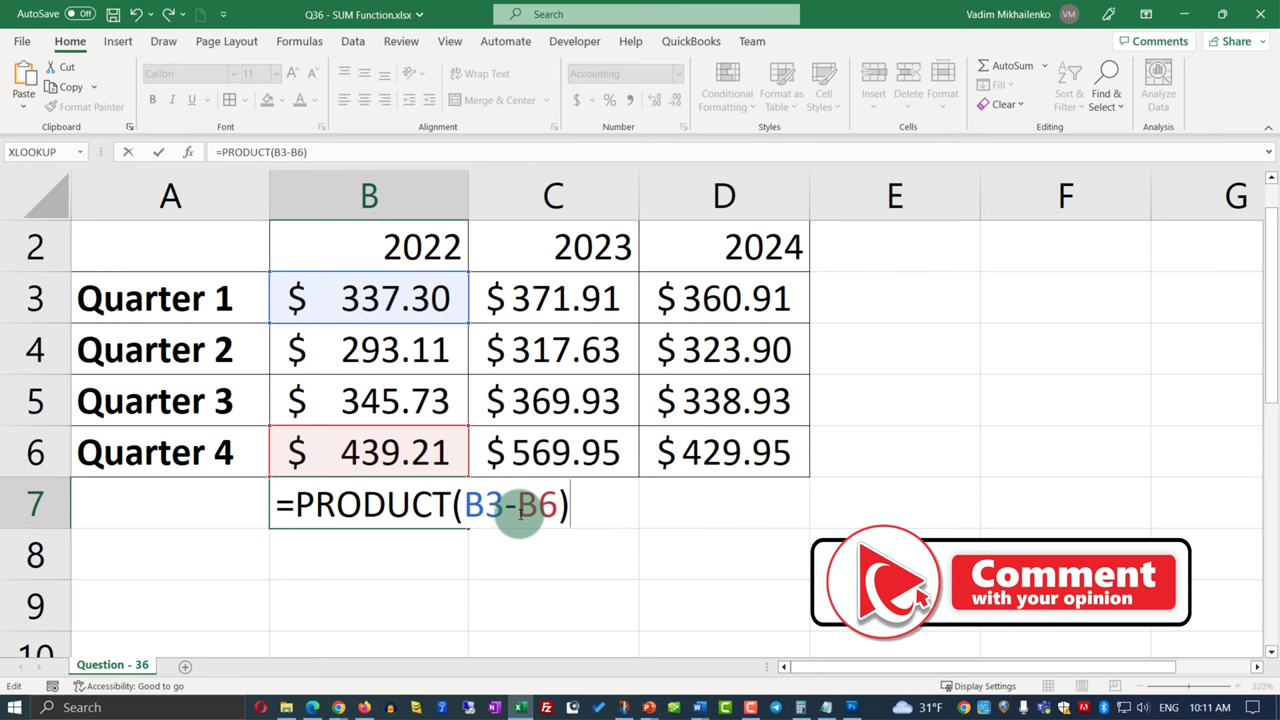 AutoSave Off Q36 - SUM Function.xlsx Search Vadim Mikhailenko VM
File Home Insert Draw Page Layout Formulas Data Review View Automate Developer Help QuickBooks Team Comments Share
Paste Cut Copy Format Painter
Calibri 11
B I U
Wrap Text
Merge & Center
Accounting
$ % 9
Conditional Formatting Format as Table Cell Styles
Insert Delete Format
AutoSum Fill Clear
Sort & Filter Find & Select
Analyze Data
Clipboard Font Alignment Number Styles Cells Editing Analysis
XLOOKUP fx =PRODUCT(B3-B6)
A B C D E F G
2 2022 2023 2024
3 Quarter 1 $ 337.30 $ 371.91 $ 360.91
4 Quarter 2 $ 293.11 $ 317.63 $ 323.90
5 Quarter 3 $ 345.73 $ 369.93 $ 338.93
6 Quarter 4 $ 439.21 $ 569.95 $ 429.95
7 =PRODUCT(B3-B6)
8
9
10
Comment
with your opinion
Question - 36
Edit Accessibility: Good to go Display Settings 320%
Search 31°F ENG 10:11 AM